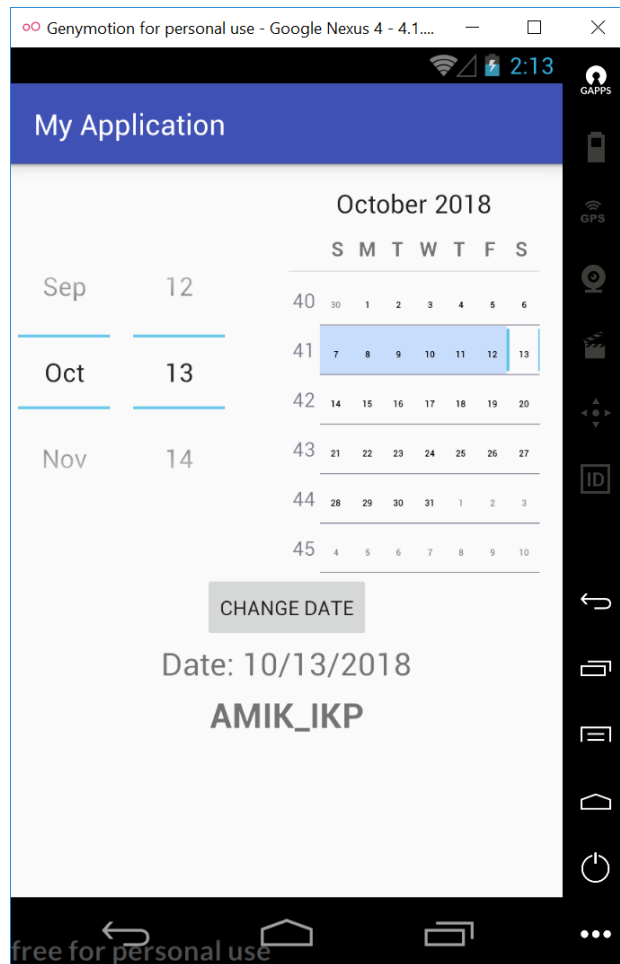 Genymotion for personal use - Google Nexus 4 - 4.1....
2:13
GAPPS
My Application
GPS
October 2018
S M T W T F S
Sep 12
40 30 1 2 3 4 5 6
41 7 8 9 10 11 12 13
Oct 13
42 14 15 16 17 18 19 20
Nov 14
43 21 22 23 24 25 26 27
ID
44 28 29 30 31 1 2 3
45 4 5 6 7 8 9 10
CHANGE DATE
Date: 10/13/2018
AMIK_IKP
free for personal use